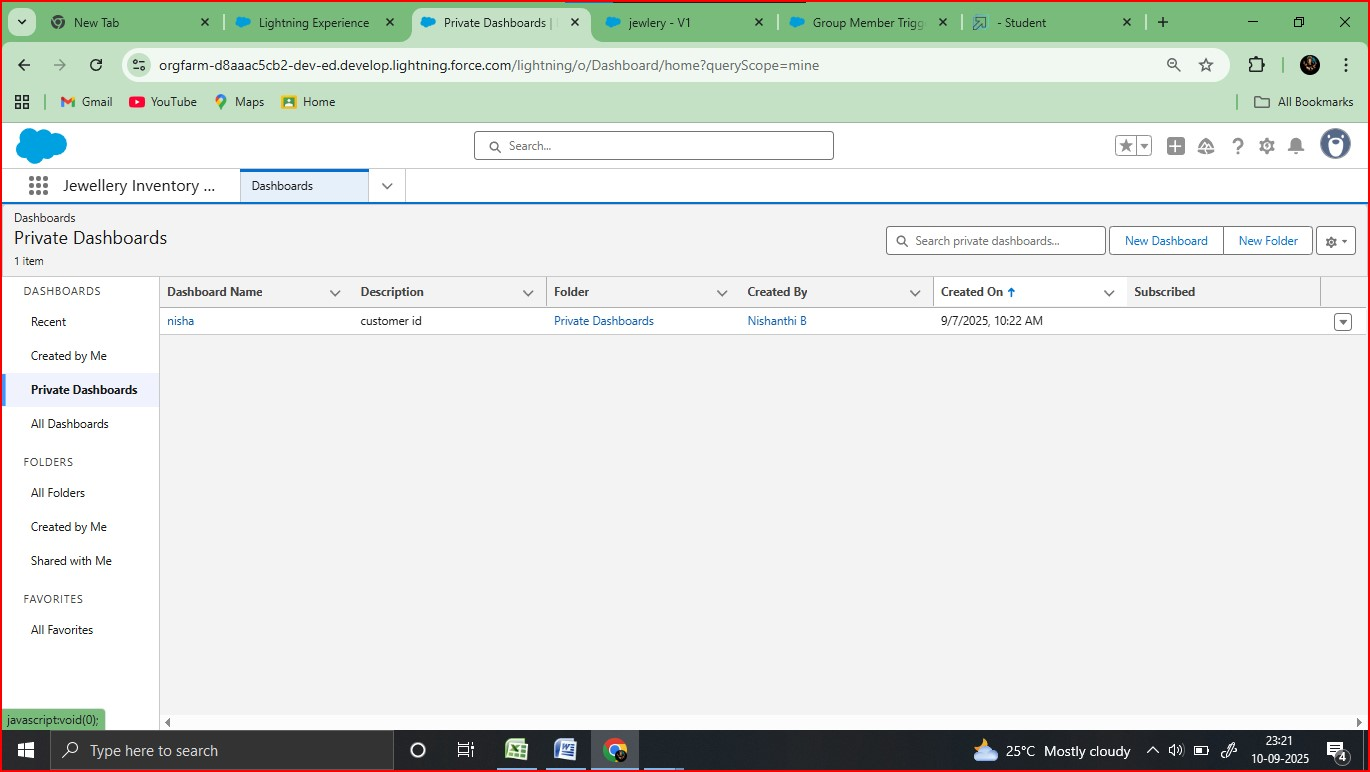 New Tab
Lightning Experience
Private Dashboards |
jewlery - V1
Group Member Trigg
- Student
orgfarm-d8aaac5cb2-dev-ed.develop.lightning.force.com/lightning/o/Dashboard/home?queryScope=mine
Gmail
YouTube
Maps
Home
All Bookmarks
Search...
Jewellery Inventory ...
Dashboards
Dashboards
Private Dashboards
1 item
Search private dashboards...
New Dashboard
New Folder
DASHBOARDS
Recent
Created by Me
Private Dashboards
All Dashboards
FOLDERS
All Folders
Created by Me
Shared with Me
FAVORITES
All Favorites
Dashboard Name
Description
Folder
Created By
Created On
Subscribed
nisha
customer id
Private Dashboards
Nishanthi B
9/7/2025, 10:22 AM
javascript:void(0);
Type here to search
25°C Mostly cloudy
23:21
10-09-2025
4